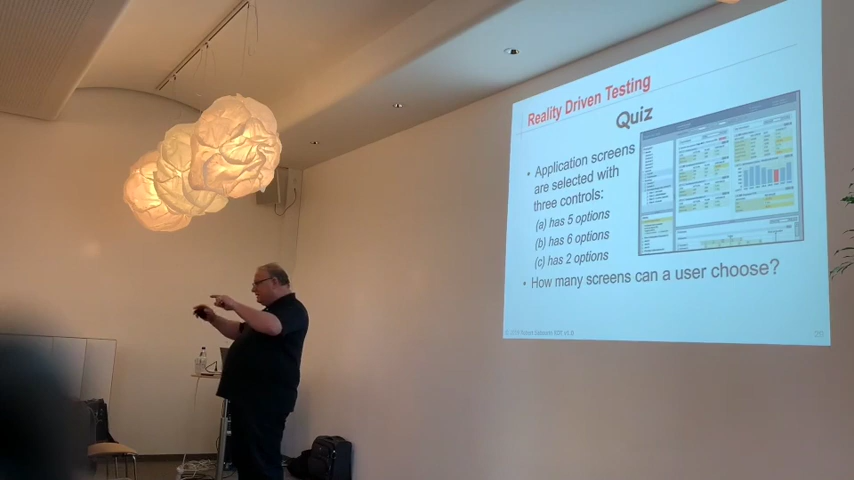 Reality Driven Testing
Quiz
• Application screens
are selected with
three controls:
(a) has 5 options
(b) has 6 options
(c) has 2 options
• How many screens can a user choose?